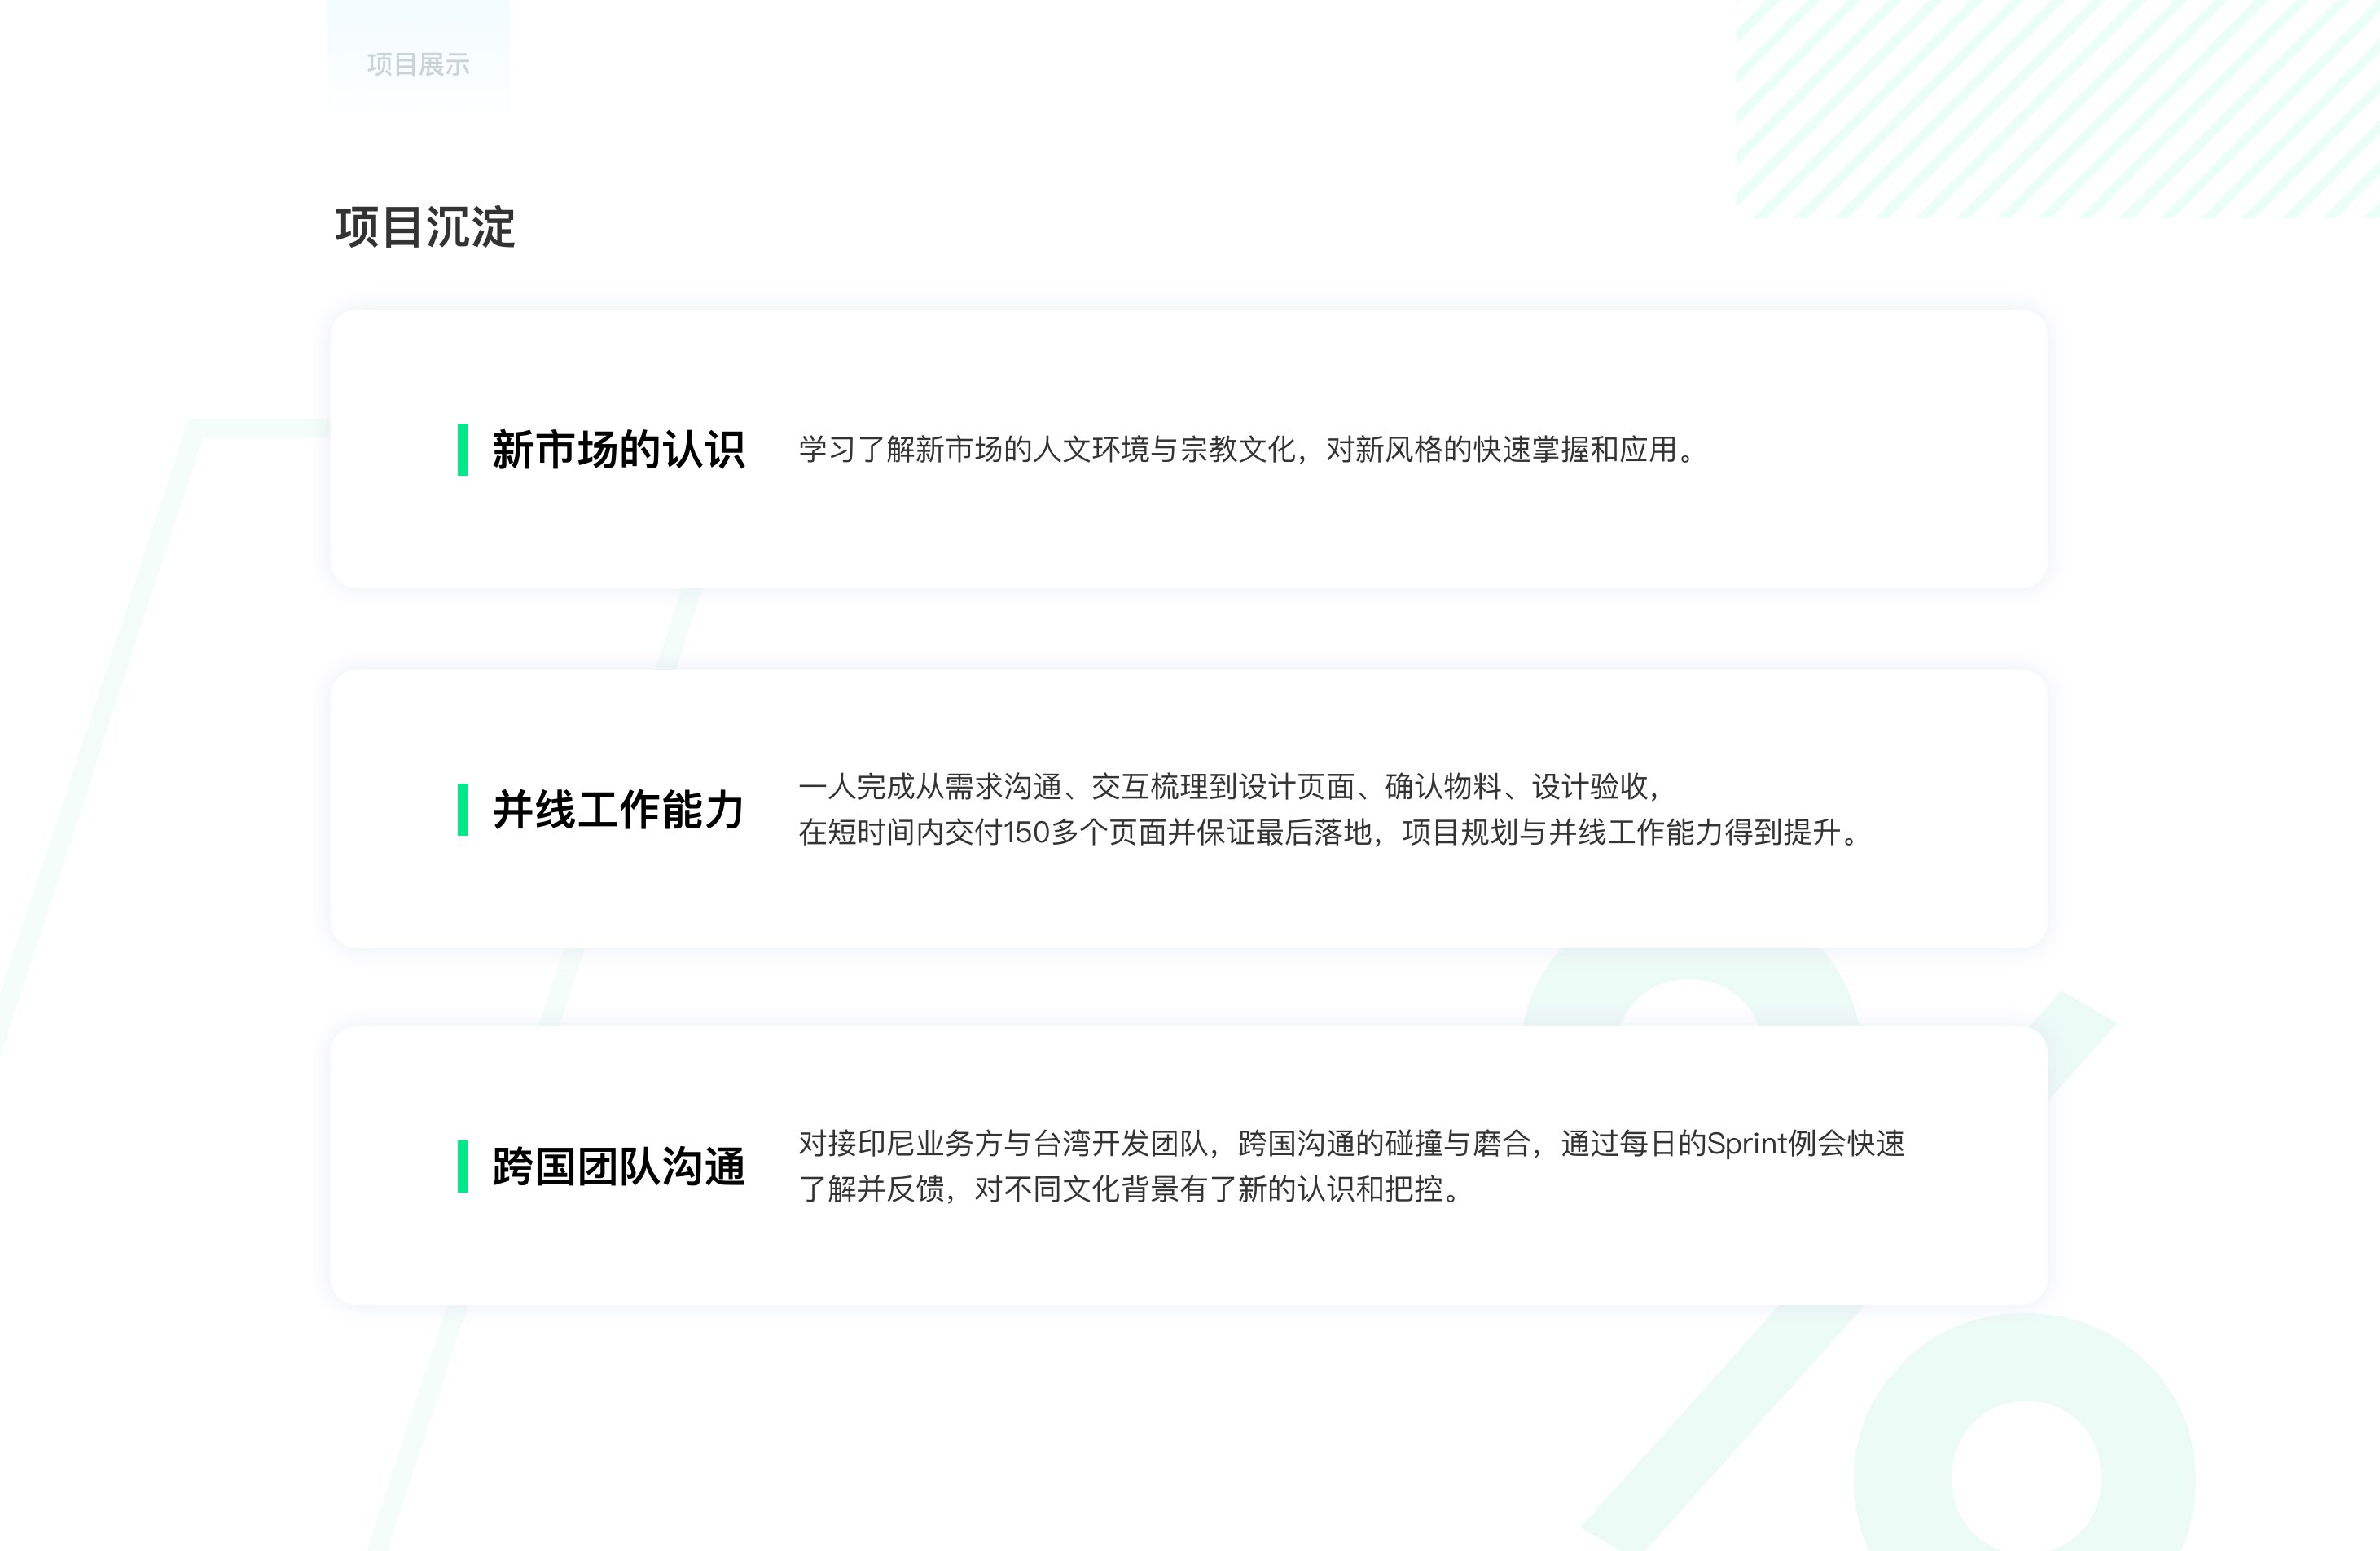 项目展示
项目沉淀
新市场的认识
学习了解新市场的人文环境与宗教文化，对新风格的快速掌握和应用。
并线工作能力
一人完成从需求沟通、交互梳理到设计页面、确认物料、设计验收，
在短时间内交付150多个页面并保证最后落地，项目规划与并线工作能力得到提升。
跨国团队沟通
对接印尼业务方与台湾开发团队，跨国沟通的碰撞与磨合，通过每日的Sprint例会快速
了解并反馈，对不同文化背景有了新的认识和把控。
%